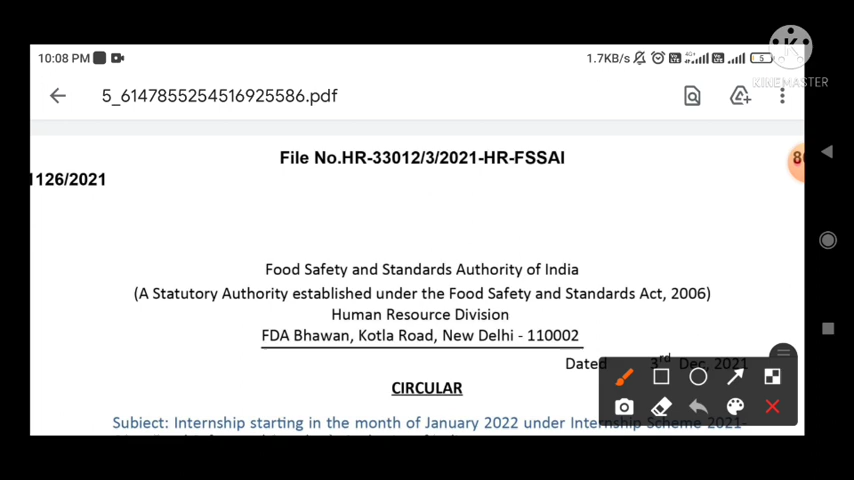 10:08 PM
1.7KB/s
4G+
5
KINEMASTER
5_6147855254516925586.pdf
File No.HR-33012/3/2021-HR-FSSAI
1126/2021
Food Safety and Standards Authority of India
(A Statutory Authority established under the Food Safety and Standards Act, 2006)
Human Resource Division
FDA Bhawan, Kotla Road, New Delhi - 110002
Dated 3rd Dec, 2021
CIRCULAR
Subject: Internship starting in the month of January 2022 under Internship Scheme 2021-